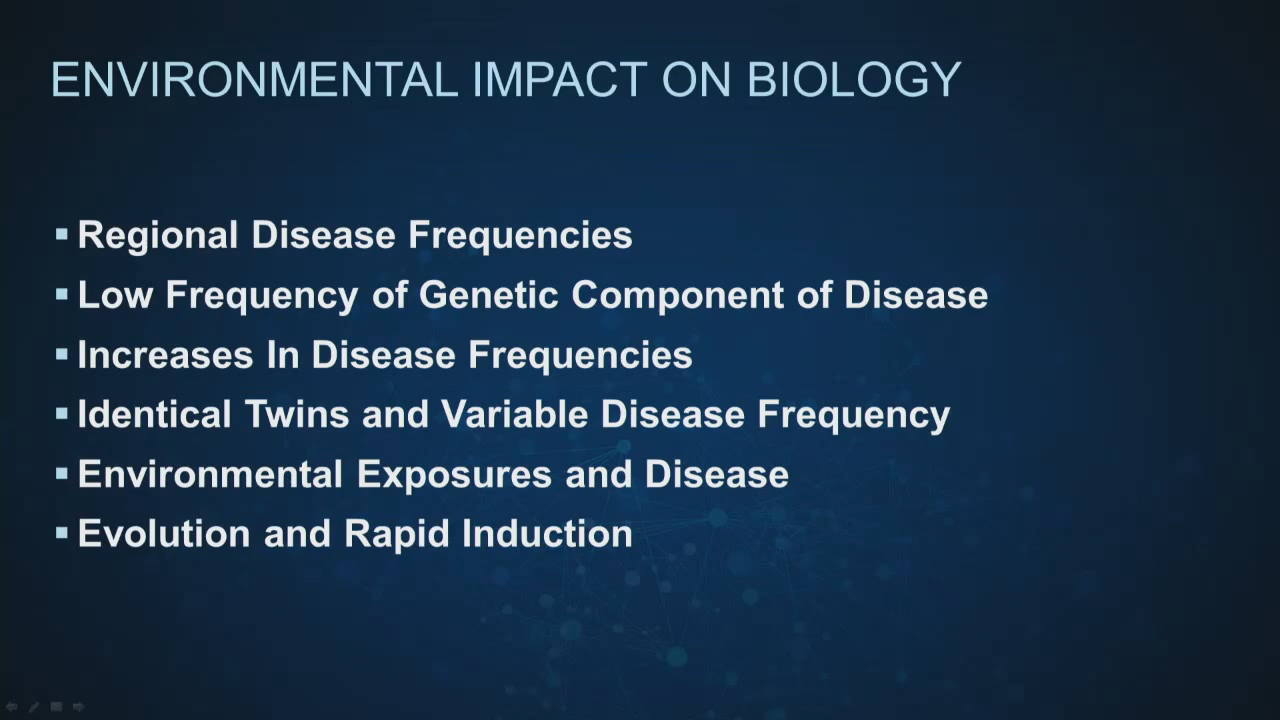 ENVIRONMENTAL IMPACT ON BIOLOGY
▪ Regional Disease Frequencies
▪ Low Frequency of Genetic Component of Disease
▪ Increases In Disease Frequencies
▪ Identical Twins and Variable Disease Frequency
▪ Environmental Exposures and Disease
▪ Evolution and Rapid Induction